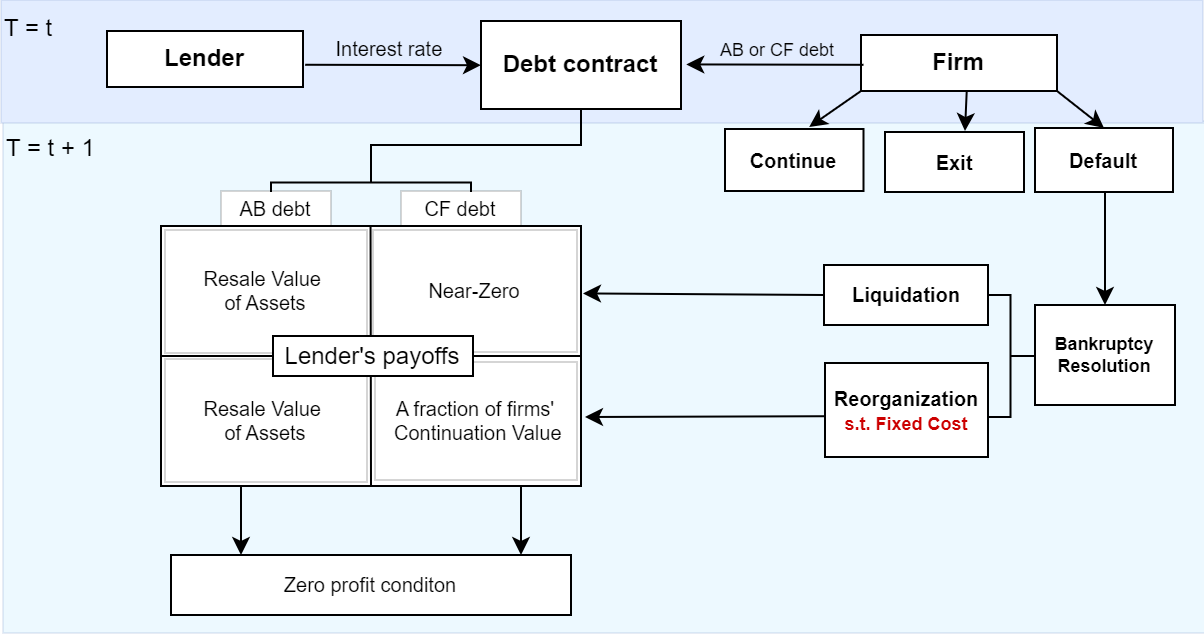 T = t
Lender
Interest rate
Debt contract
AB or CF debt
Firm
T = t + 1
Continue
Exit
Default
AB debt
CF debt
Resale Value
of Assets
Near-Zero
Liquidation
Bankruptcy
Resolution
Lender's payoffs
Resale Value
of Assets
A fraction of firms'
Continuation Value
Reorganization
s.t. Fixed Cost
Zero profit conditon